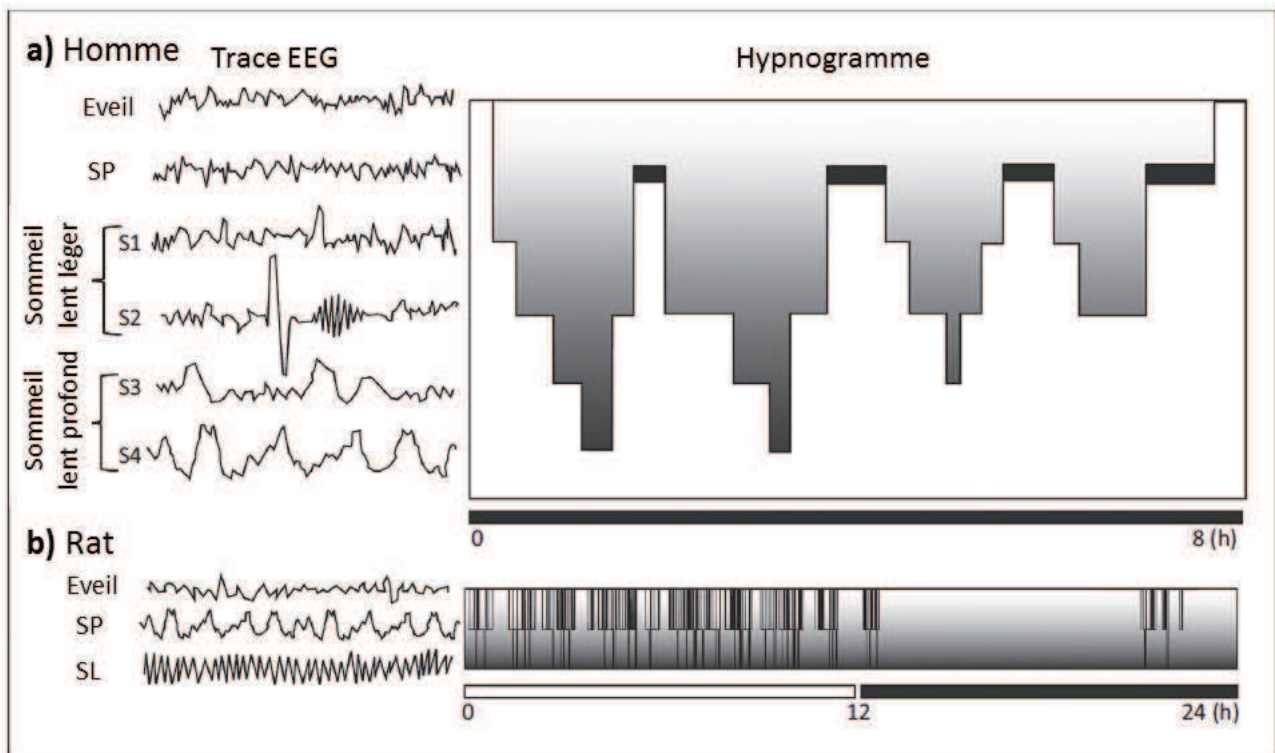 a) Homme
Trace EEG
Hypnogramme
Eveil
SP
Sommeil
lent léger
S1
S2
Sommeil
lent profond
S3
S4
0
8 (h)
b) Rat
Eveil
SP
SL
0
12
24 (h)